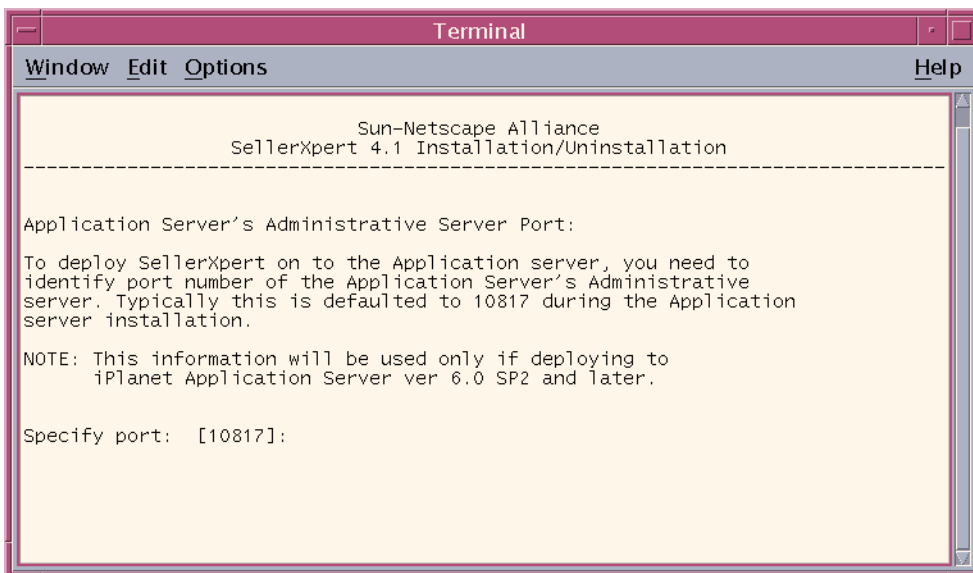 Terminal
Window Edit Options Help
Sun-Netscape Alliance
SellerXpert 4.1 Installation/Uninstallation
--------------------------------------------------------------------------------
Application Server's Administrative Server Port:
To deploy SellerXpert on to the Application server, you need to
identify port number of the Application Server's Administrative
server. Typically this is defaulted to 10817 during the Application
server installation.
NOTE: This information will be used only if deploying to
iPlanet Application Server ver 6.0 SP2 and later.
Specify port:  [10817]: